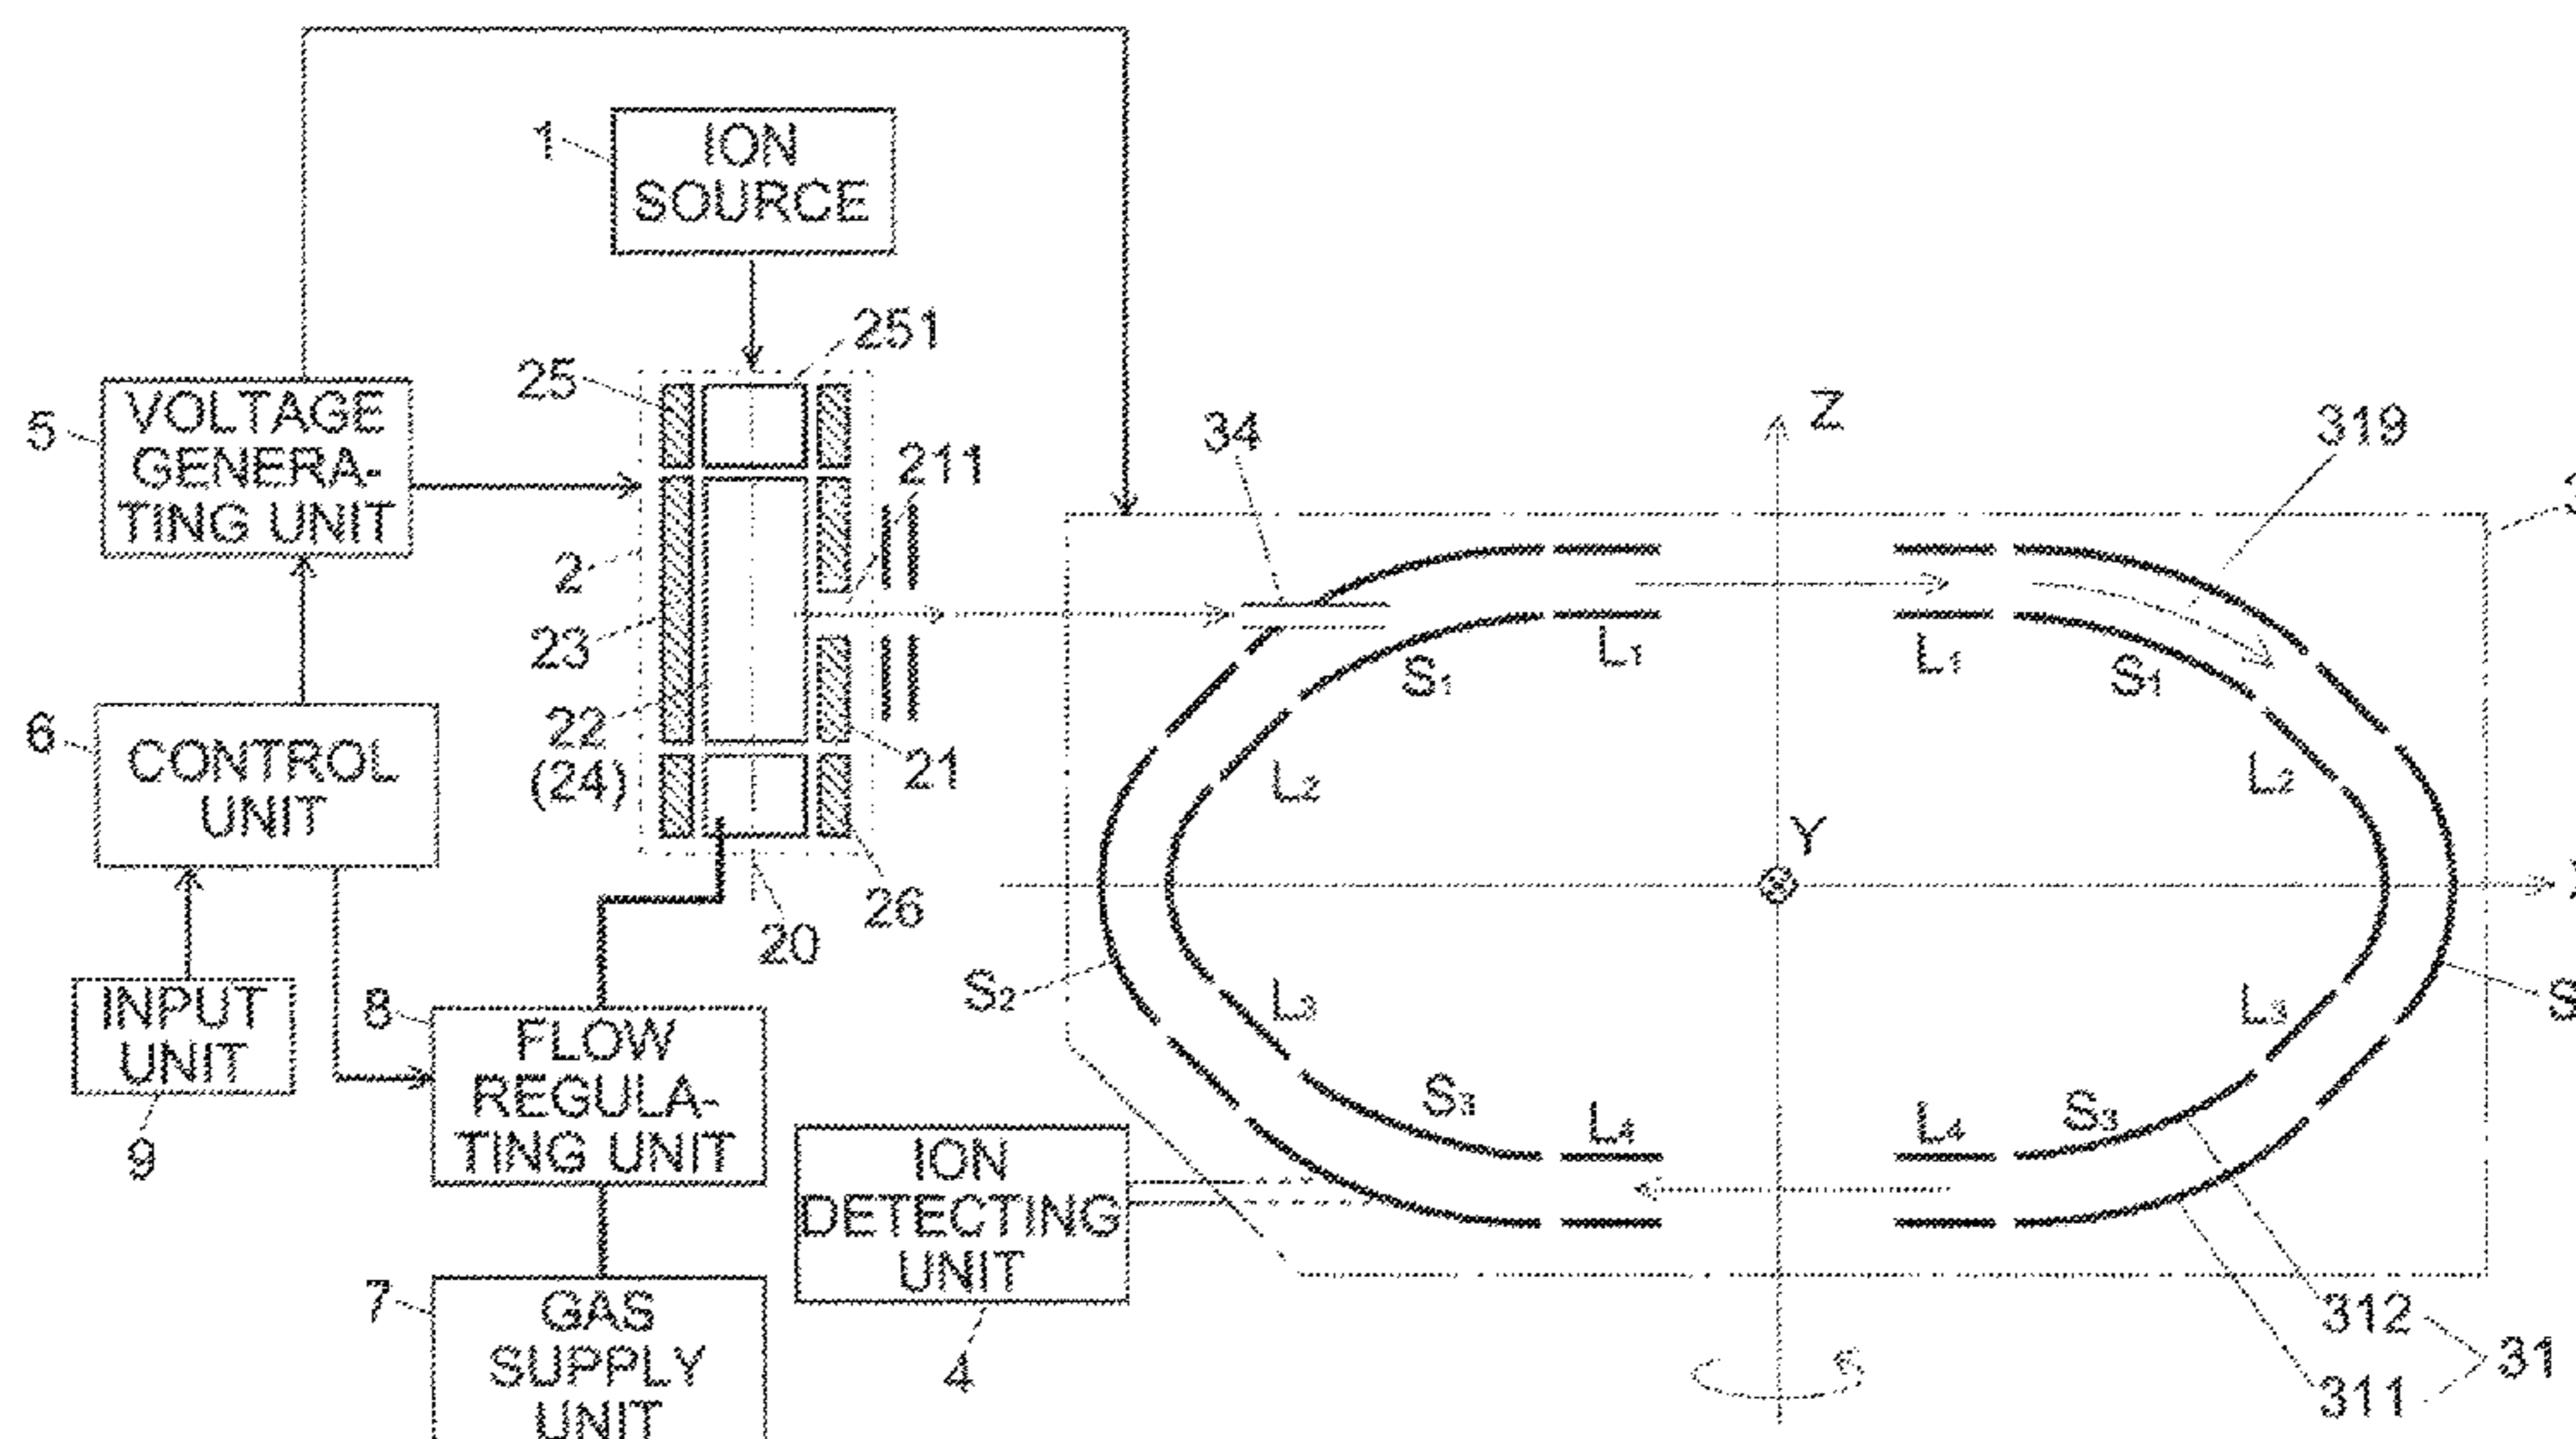 1
ION
SOURCE
251
25
5
VOLTAGE
GENERA-
TING UNIT
211
34
Z
319
2
23
22
(24)
21
L1
L1
S1
S1
6
CONTROL
UNIT
L2
L2
Y
26
20
S2
L3
L3
INPUT
UNIT
9
8
FLOW
REGULA-
TING UNIT
S3
L4
L4
S3
ION
DETECTING
UNIT
4
7
GAS
SUPPLY
UNIT
312
31
311